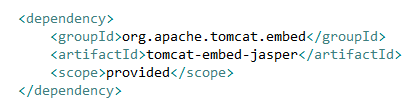 <dependency>
    <groupId>org.apache.tomcat.embed</groupId>
    <artifactId>tomcat-embed-jasper</artifactId>
    <scope>provided</scope>
</dependency>